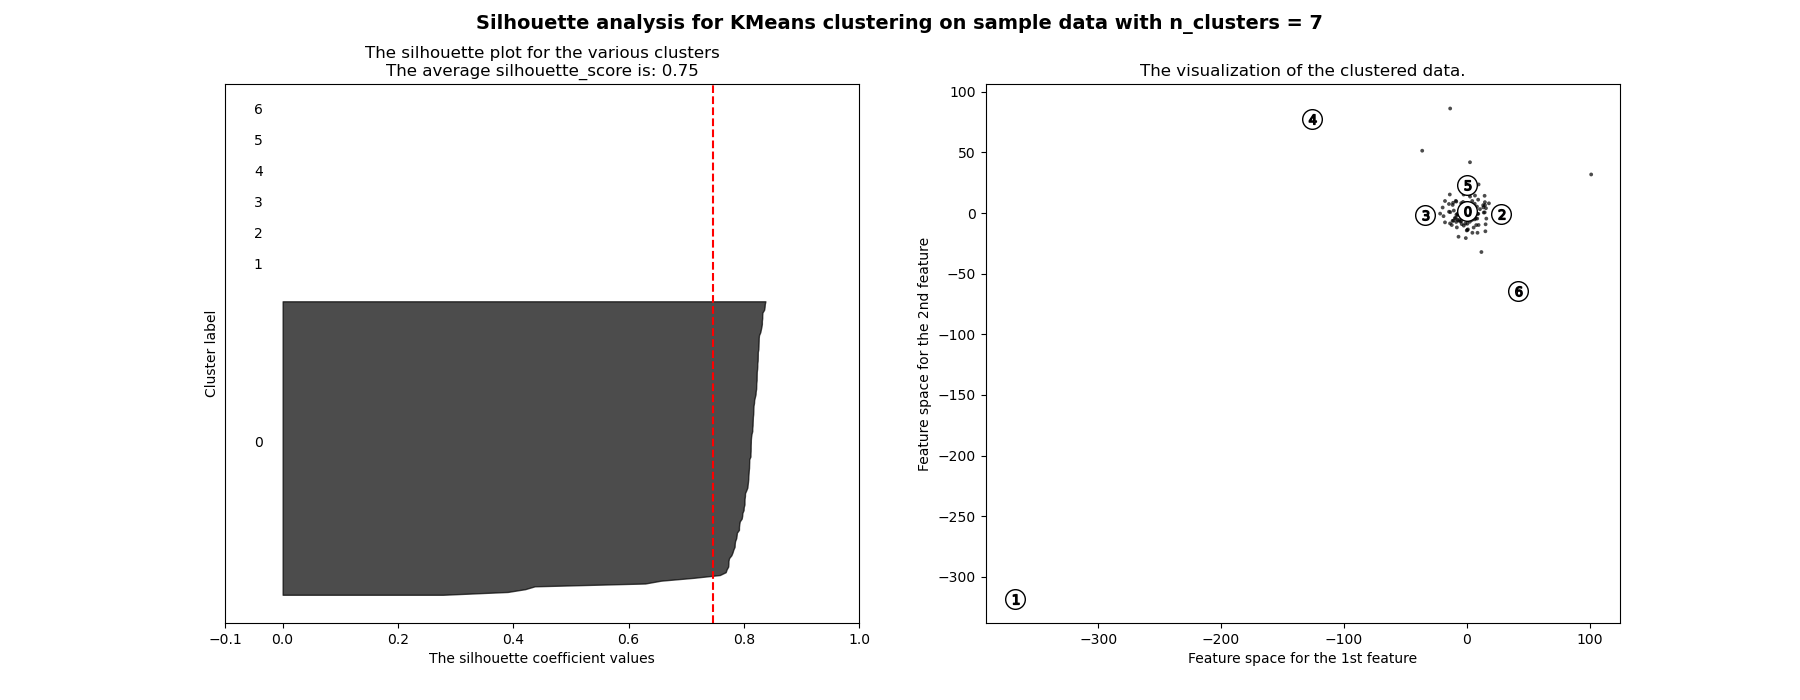 Silhouette analysis for KMeans clustering on sample data with n_clusters = 7
The silhouette plot for the various clusters
The average silhouette_score is: 0.75
6
5
4
3
2
1
0
Cluster label
−0.1 0.0 0.2 0.4 0.6 0.8 1.0
The silhouette coefficient values
The visualization of the clustered data.
100
50
0
−50
−100
−150
−200
−250
−300
Feature space for the 2nd feature
4
5
3 0 2
6
1
−300 −200 −100 0 100
Feature space for the 1st feature